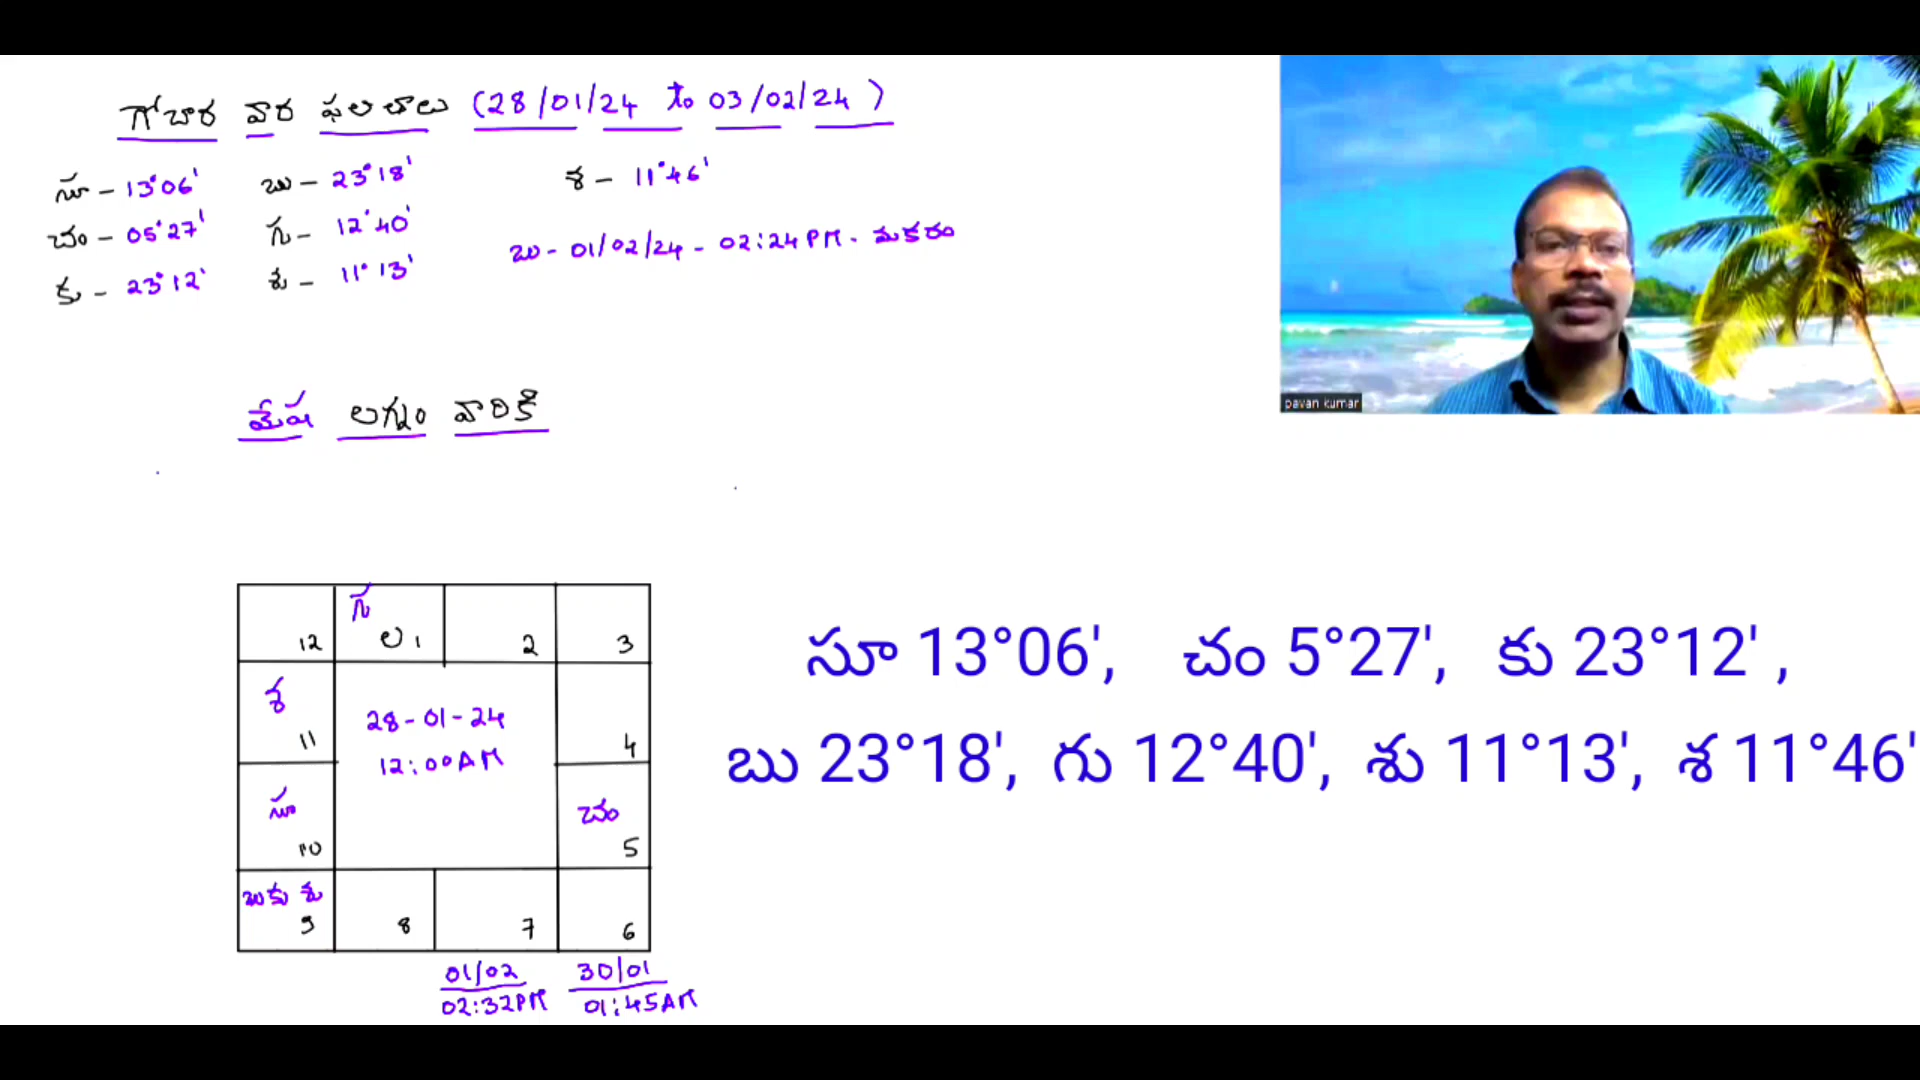 గోచార వార ఫలితాలు (28/01/24 to 03/02/24)
సూ - 13°06' బు - 23°18' శ - 11°46'
చం - 05°27' గు - 12°40' బు - 01/02/24 - 02:24 PM - మకరం
కు - 23°12' శు - 11°13'
pavan kumar
మేష లగ్నం వారికి
గు
12 ల 1 2 3
శ
11 28-01-24 4
12:00AM
సూ చం
10 5
బు కు శు
9 8 7 6
01/02 30/01
02:32PM 01:45AM
సూ 13°06', చం 5°27', కు 23°12',
బు 23°18', గు 12°40', శు 11°13', శ 11°46'